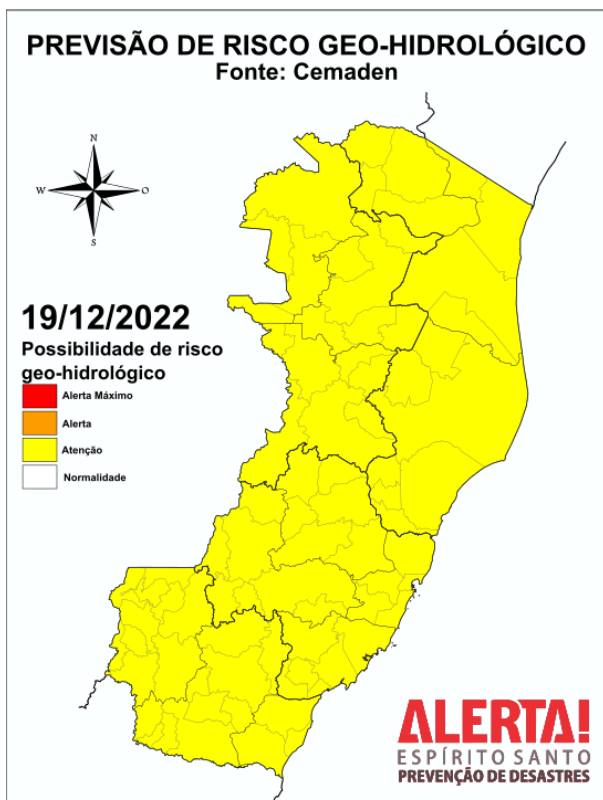 PREVISÃO DE RISCO GEO-HIDROLÓGICO
Fonte: Cemaden
N
W
O
S
19/12/2022
Possibilidade de risco
geo-hidrológico
Alerta Máximo
Alerta
Atenção
Normalidade
ALERTA!
ESPÍRITO SANTO
PREVENÇÃO DE DESASTRES